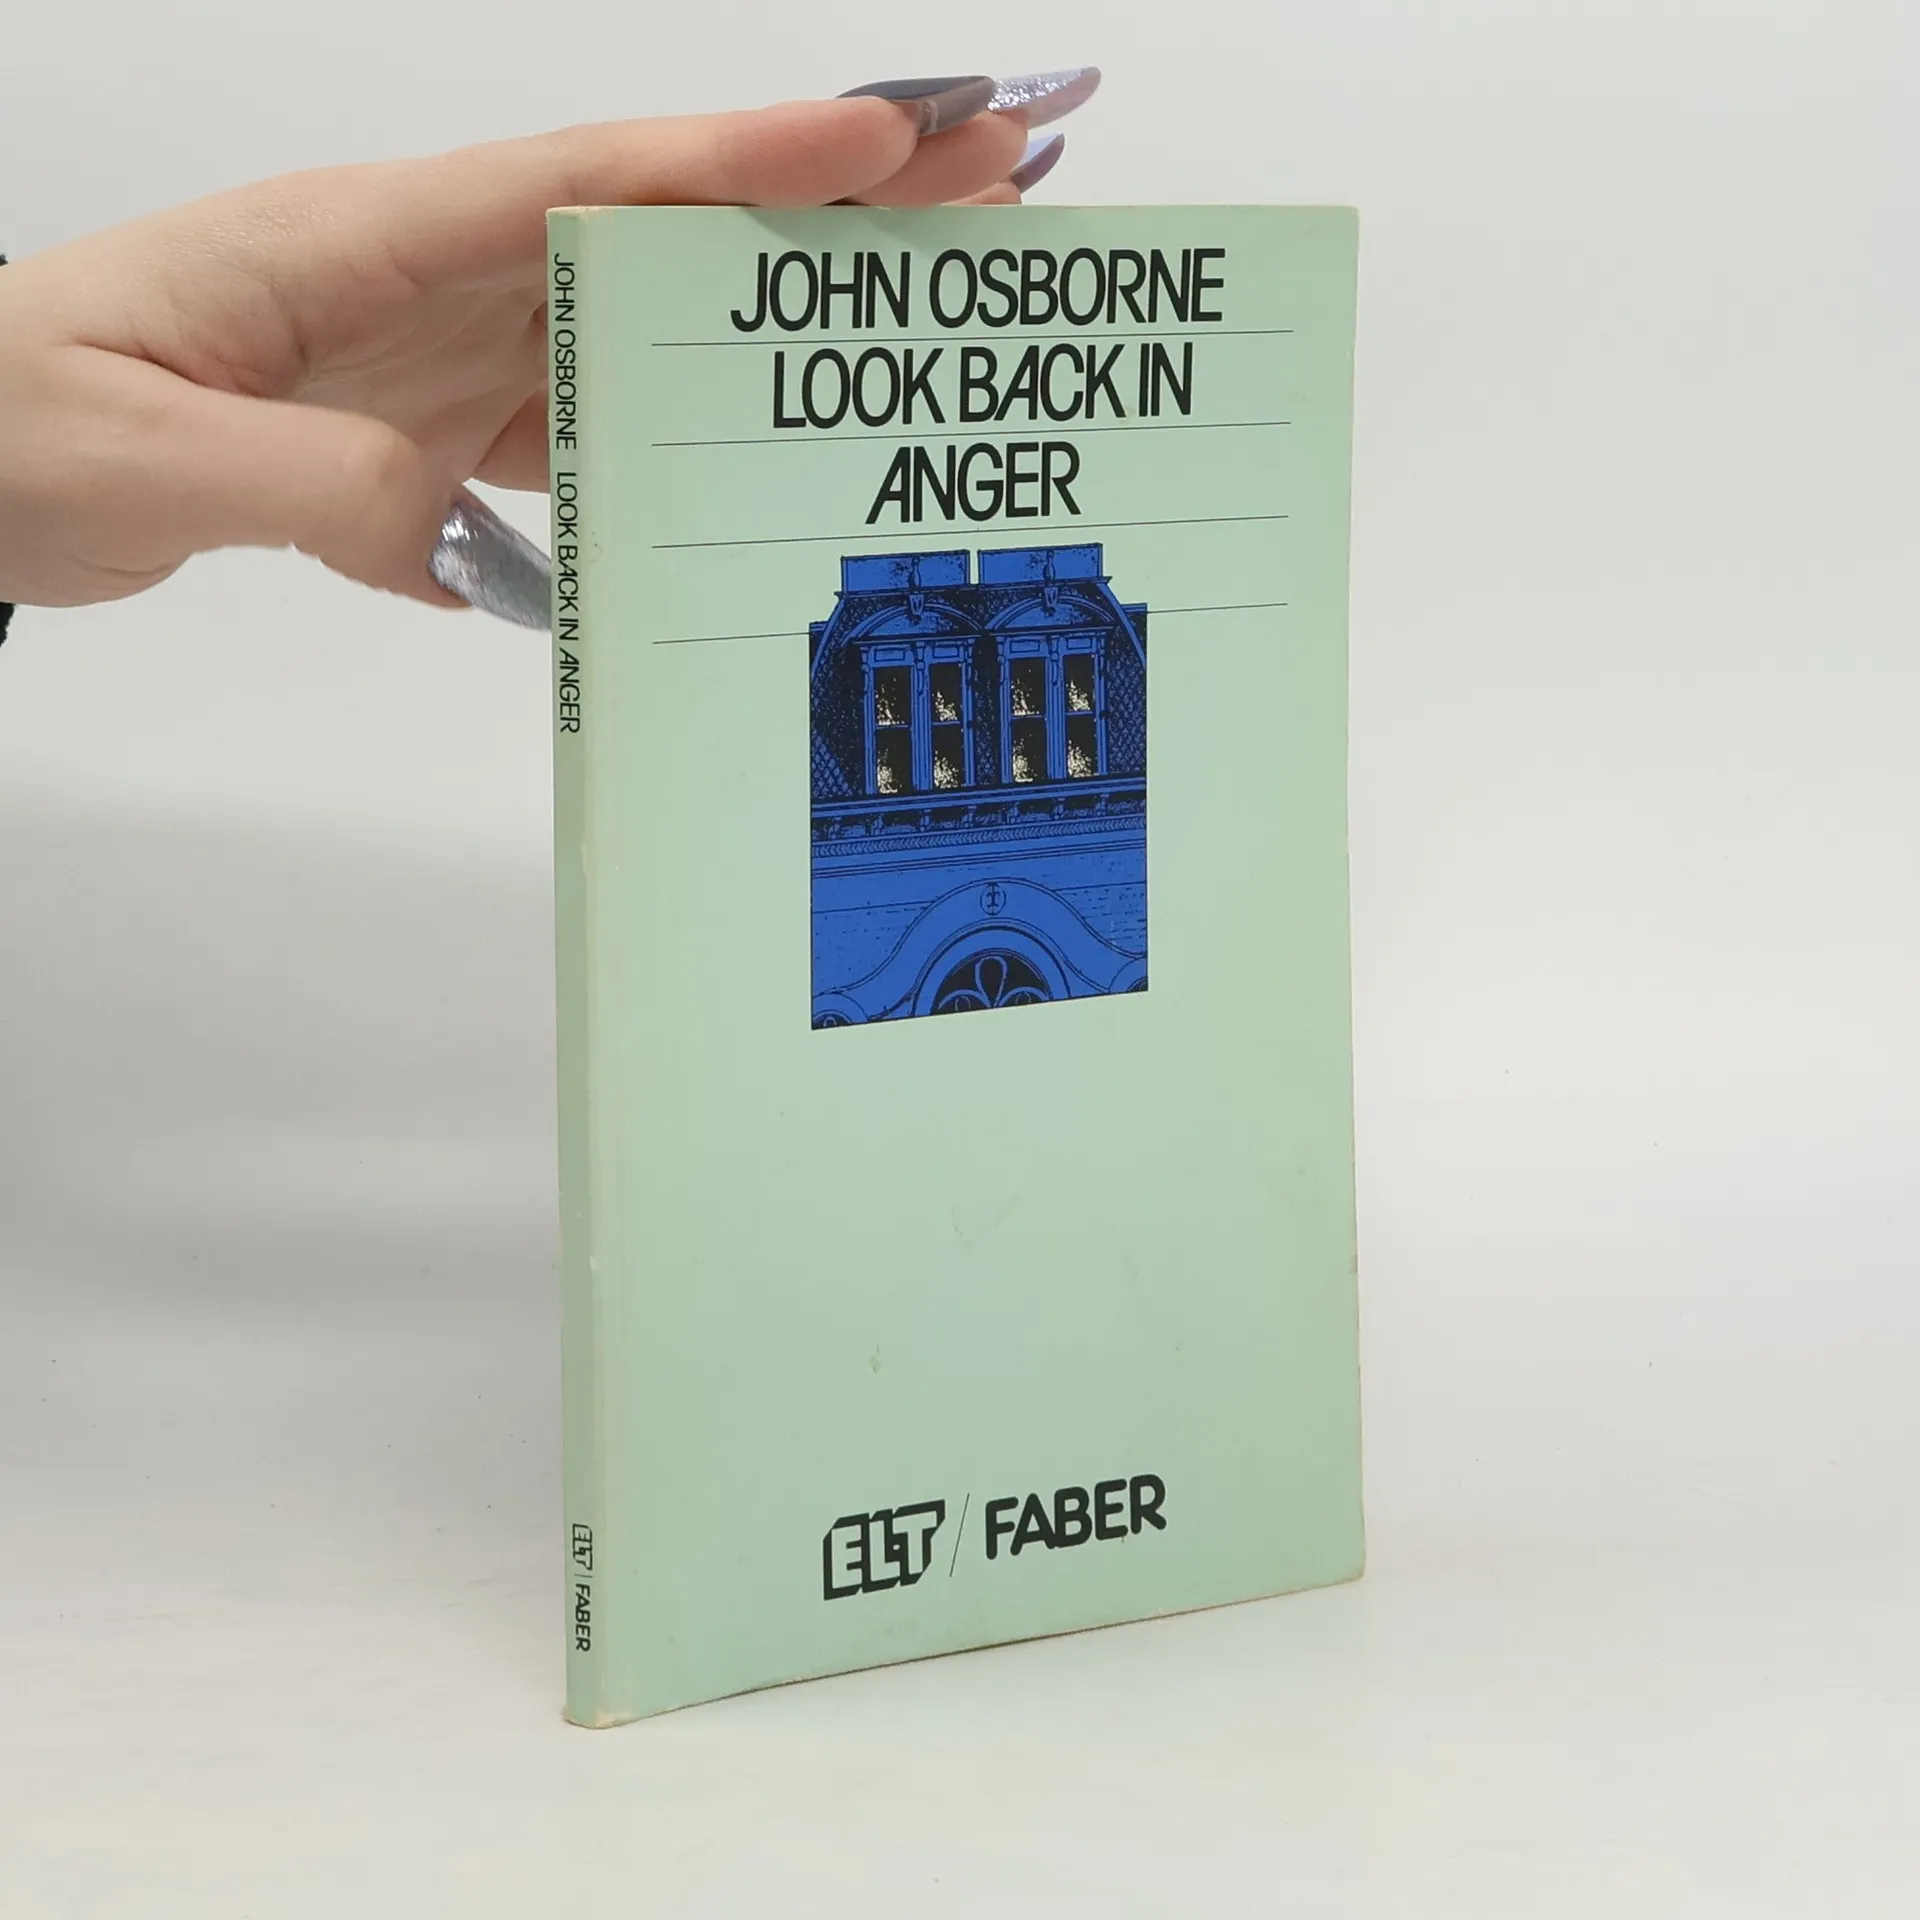 JOHN OSBORNE
LOOK BACK IN
ANGER
ELT / FABER
JOHN OSBORNE LOOK BACK IN ANGER
ELT | FABER